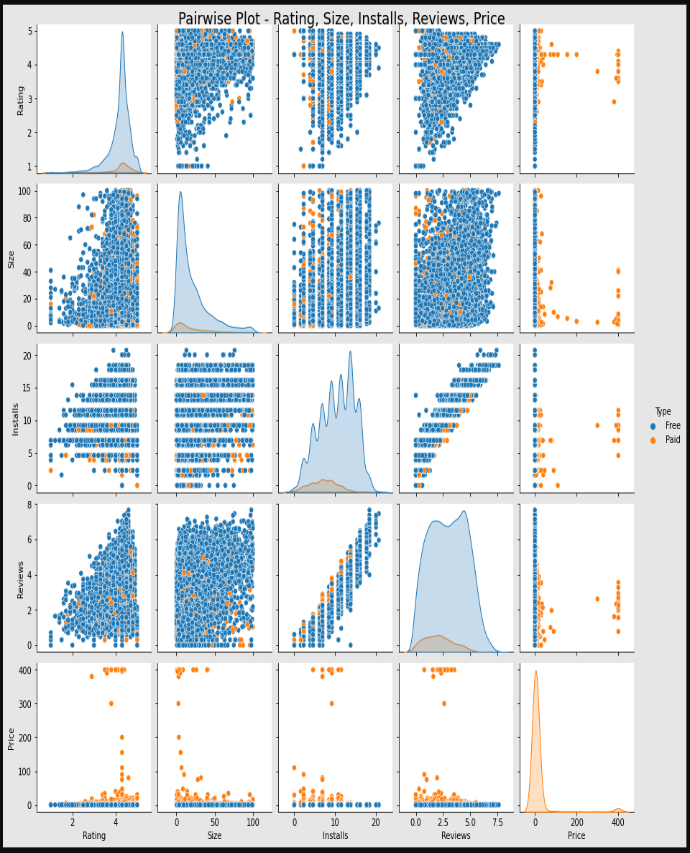 Pairwise Plot - Rating, Size, Installs, Reviews, Price
5
4
3
2
1
Rating
100
80
60
40
20
0
Size
20
15
10
5
0
Installs
Type
Free
Paid
8
6
4
2
0
Reviews
400
300
200
100
0
Price
2 4
0 50 100
0 10 20
0.0 2.5 5.0 7.5
0 200 400
Rating Size Installs Reviews Price